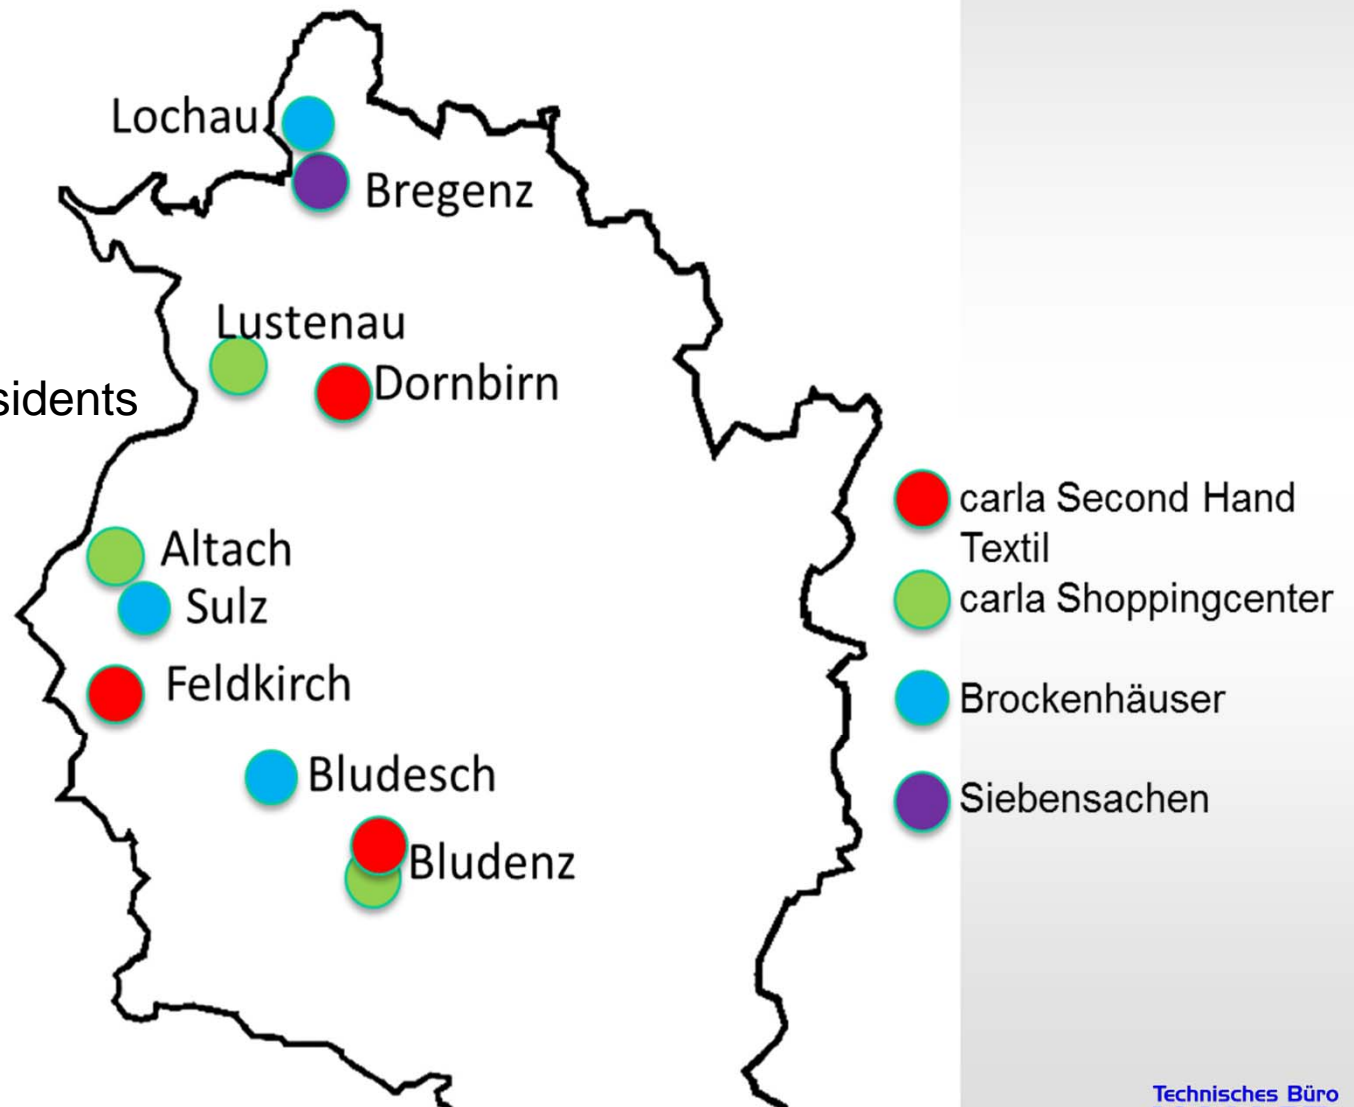 Lochau
Bregenz
Lustenau
Dornbirn
sidents
Altach
Sulz
Feldkirch
Bludesch
Bludenz
carla Second Hand
Textil
carla Shoppingcenter
Brockenhäuser
Siebensachen
Technisches Büro